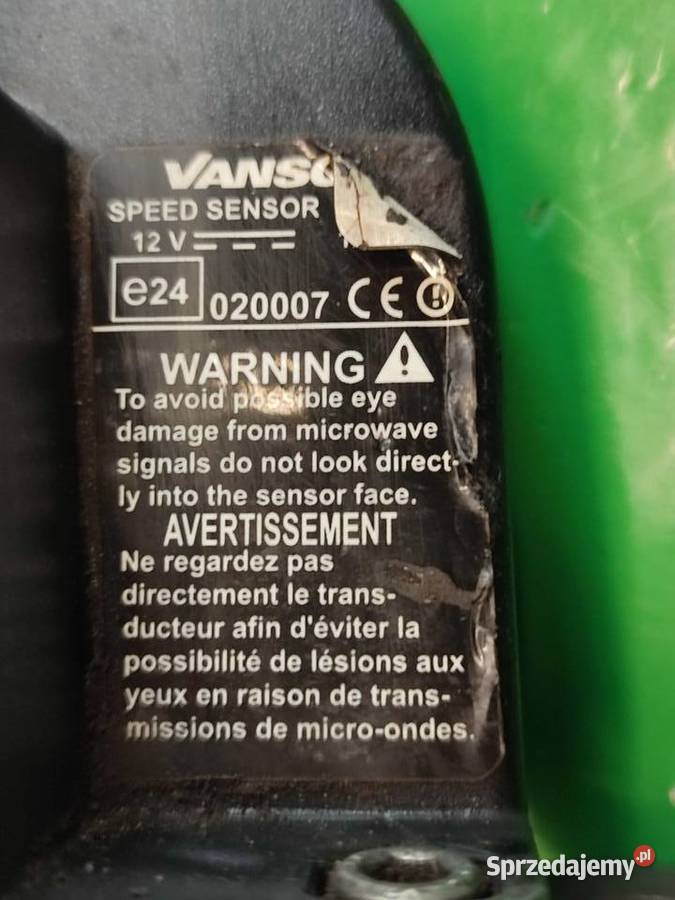 SPEED SENSOR
12 V
e24 020007 CE
WARNING
To avoid possible eye
damage from microwave
signals do not look direct-
ly into the sensor face.
AVERTISSEMENT
Ne regardez pas
directement le trans-
ducteur afin d'éviter la
possibilité de lésions aux
yeux en raison de trans-
missions de micro-ondes.
Sprzedajemy.pl